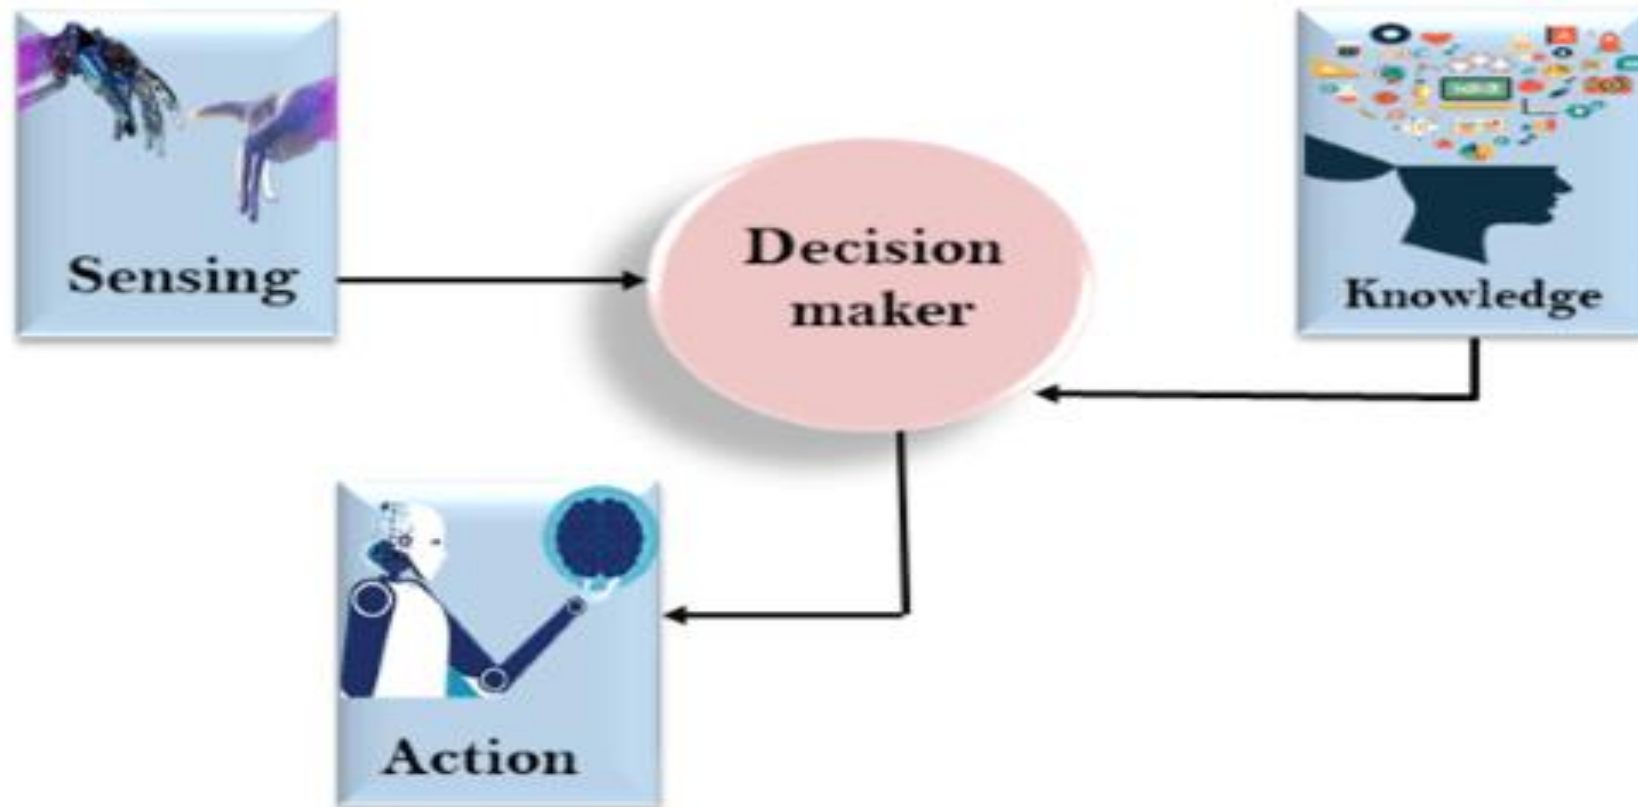 Sensing
Decision
maker
Knowledge
Action